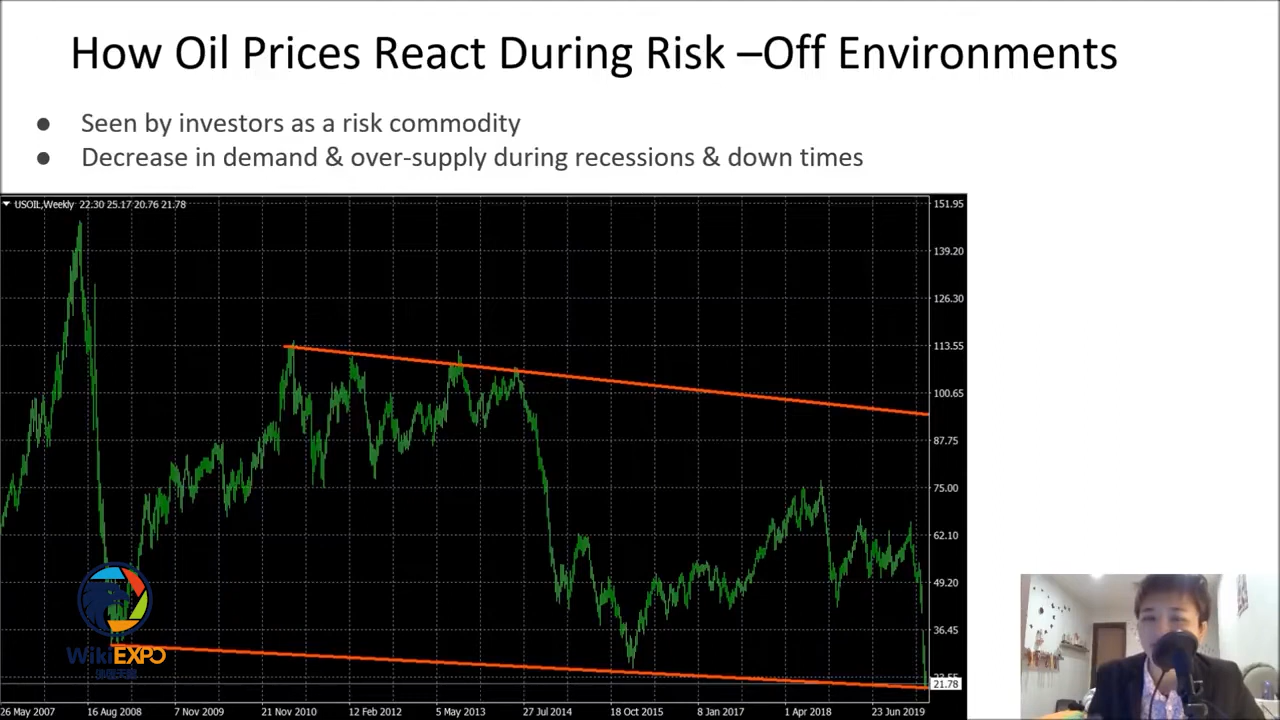 How Oil Prices React During Risk –Off Environments
● Seen by investors as a risk commodity
● Decrease in demand & over-supply during recessions & down times
USOIL,Weekly 22.30 25.17 20.76 21.78
151.95
139.20
126.30
113.55
100.65
87.75
75.00
62.10
49.20
36.45
21.78
WikiEXPO
26 May 2007 16 Aug 2008 7 Nov 2009 21 Nov 2010 12 Feb 2012 5 May 2013 27 Jul 2014 18 Oct 2015 8 Jan 2017 1 Apr 2018 23 Jun 2019